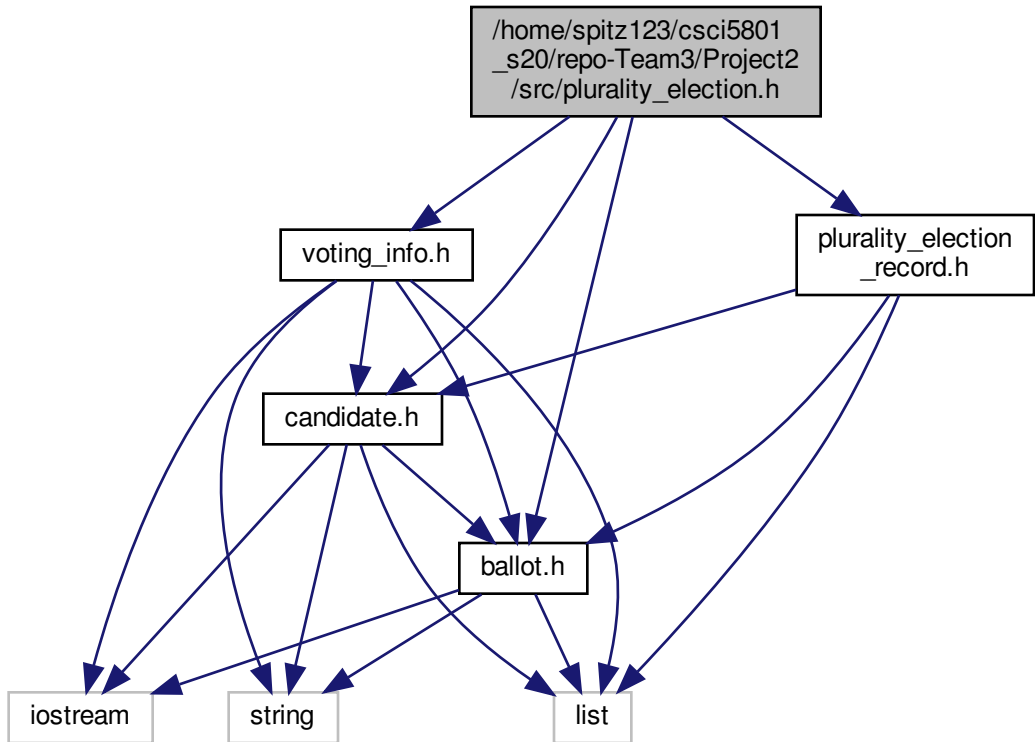 /home/spitz123/csci5801
_s20/repo-Team3/Project2
/src/plurality_election.h
voting_info.h
plurality_election
_record.h
candidate.h
ballot.h
iostream
string
list